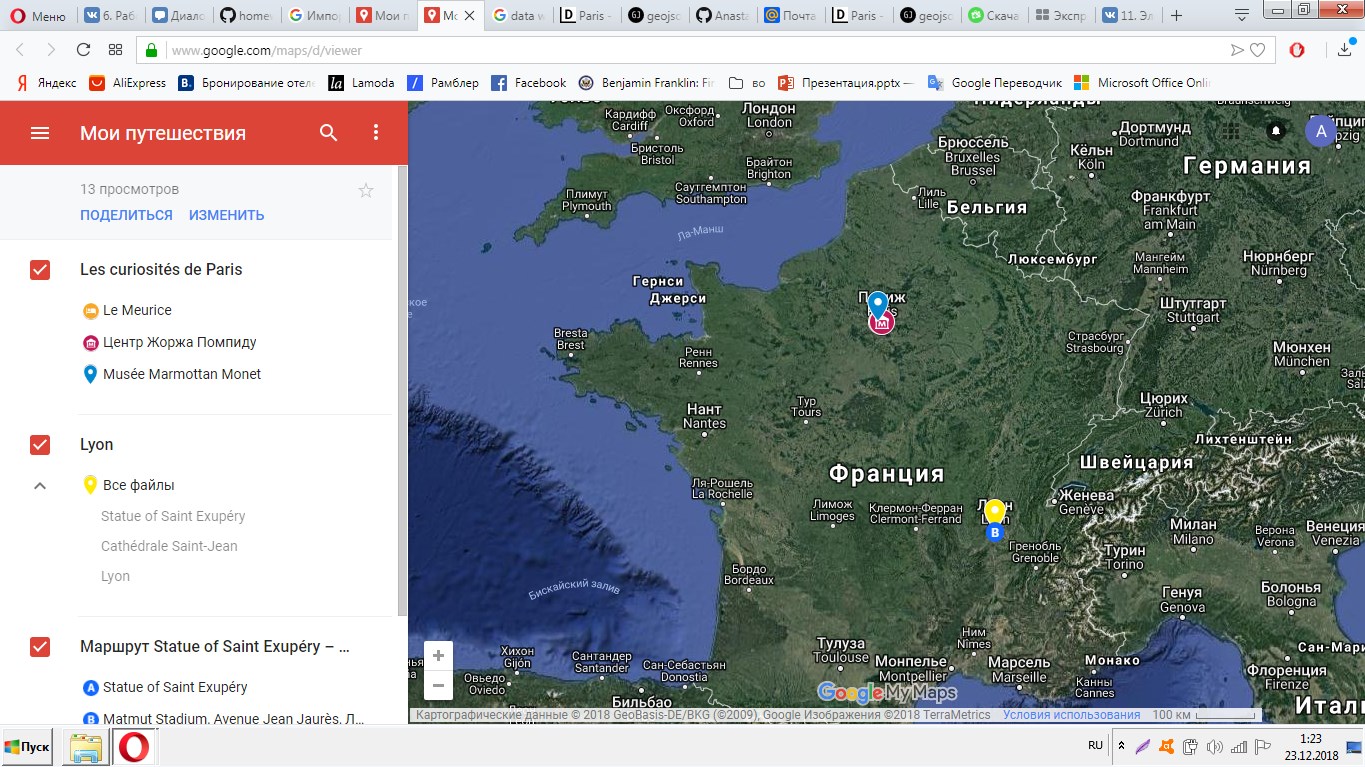 Меню
6. Раб
Диало
home
Импор
Мои п
Мо
data w
Paris -
geojso
Anasta
Почта
Paris -
geojso
Скача
Экспр
11. Эл
www.google.com/maps/d/viewer
Яндекс
AliExpress
Бронирование отеле
Lamoda
Рамблер
Facebook
Benjamin Franklin: Fir
во
Презентация.pptx —
Google Переводчик
Microsoft Office Onli
Мои путешествия
13 просмотров
ПОДЕЛИТЬСЯ ИЗМЕНИТЬ
Les curiosités de Paris
Le Meurice
Центр Жоржа Помпиду
Musée Marmottan Monet
Lyon
Все файлы
Statue of Saint Exupéry
Cathédrale Saint-Jean
Lyon
Маршрут Statue of Saint Exupéry – ...
A Statue of Saint Exupéry
B Matmut Stadium, Avenue Jean Jaurès, Л...
Кардифф
Cardiff
Оксфорд
Oxford
Лондон
London
Нидерланды
Braunschweig
Бристоль
Bristol
Брайтон
Brighton
Саутгемптон
Southampton
Плимут
Plymouth
Брюссель
Bruxelles
Brussel
Дортмунд
Dortmund
Кёльн
Köln
A
Германия
Лиль
Lille
Бельгия
Франкфурт
Frankfurt
am Main
Ла-Манш
Люксембург
Мангейм
Mannheim
Нюрнберг
Nürnberg
Гернси
Джерси
Штутгарт
Stuttgart
Страсбург
Strasbourg
Мюнхен
München
Bresta
Brest
Ренн
Rennes
Нант
Nantes
Тур
Tours
Цюрих
Zürich
Лихтенштейн
Франция
Швейцария
Ля-Рошель
La Rochelle
Лимож
Limoges
Клермон-Ферран
Clermont-Ferrand
B
Женева
Genève
Гренобль
Grenoble
Милан
Milano
Верона
Verona
Венеция
Venezia
Турин
Torino
Бордо
Bordeaux
Бискайский залив
Генуя
Genova
Болонья
Bologna
Хихон
Gijón
Сантандер
Santander
Сан-Себастьян
Donostia
Овьедо
Oviedo
Бильбао
Тулуза
Toulouse
Ним
Nîmes
Монпелье
Montpellier
Марсель
Marseille
Монако
Канны
Cannes
Сан-Мари
Флоренция
Firenze
Итал
Google My Maps
Картографические данные © 2018 GeoBasis-DE/BKG (©2009), Google Изображения ©2018 TerraMetrics Условия использования 100 км
Пуск
RU
1:23
23.12.2018